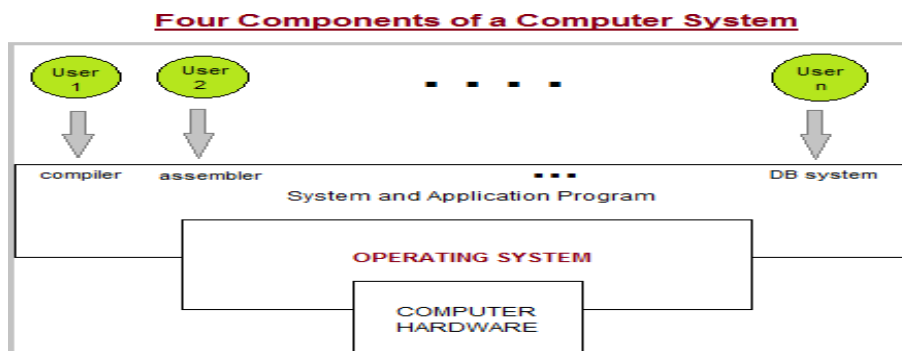 Four Components of a Computer System
User
1
User
2
. . . .
User
n
compiler
assembler
...
DB system
System and Application Program
OPERATING SYSTEM
COMPUTER
HARDWARE